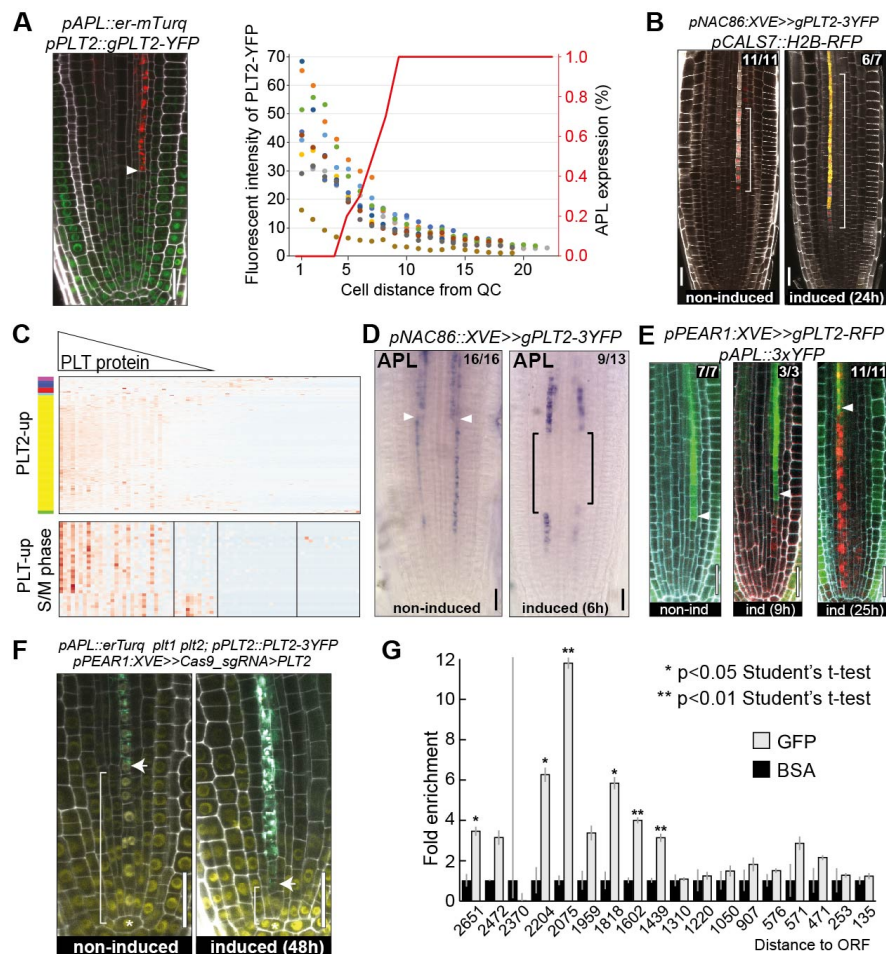 A
pAPL::er-mTurq
pPLT2::gPLT2-YFP
Fluorescent intensity of PLT2-YFP
70
60
50
40
30
20
10
0
1
5
10
15
20
Cell distance from QC
1.0
0.8
0.6
0.4
0.2
0.0
APL expression (%)
B
pNAC86:XVE>>gPLT2-3YFP
pCALS7::H2B-RFP
11/11
6/7
non-induced
induced (24h)
C
PLT protein
PLT2-up
PLT-up
S/M phase
D
pNAC86::XVE>>gPLT2-3YFP
APL
16/16
APL
9/13
non-induced
induced (6h)
E
pPEAR1:XVE>>gPLT2-RFP
pAPL::3xYFP
7/7
3/3
11/11
non-ind
ind (9h)
ind (25h)
F
pAPL::erTurq plt1 plt2; pPLT2::PLT2-3YFP
pPEAR1:XVE>>Cas9_sgRNA>PLT2
*
*
non-induced
induced (48h)
G
Fold enrichment
12
10
8
6
4
2
0
* ** * ** * ** **
* p<0.05 Student's t-test
** p<0.01 Student's t-test
GFP
BSA
2651
2472
2370
2204
2075
1959
1818
1602
1439
1310
1220
1050
907
576
571
471
253
135
Distance to ORF